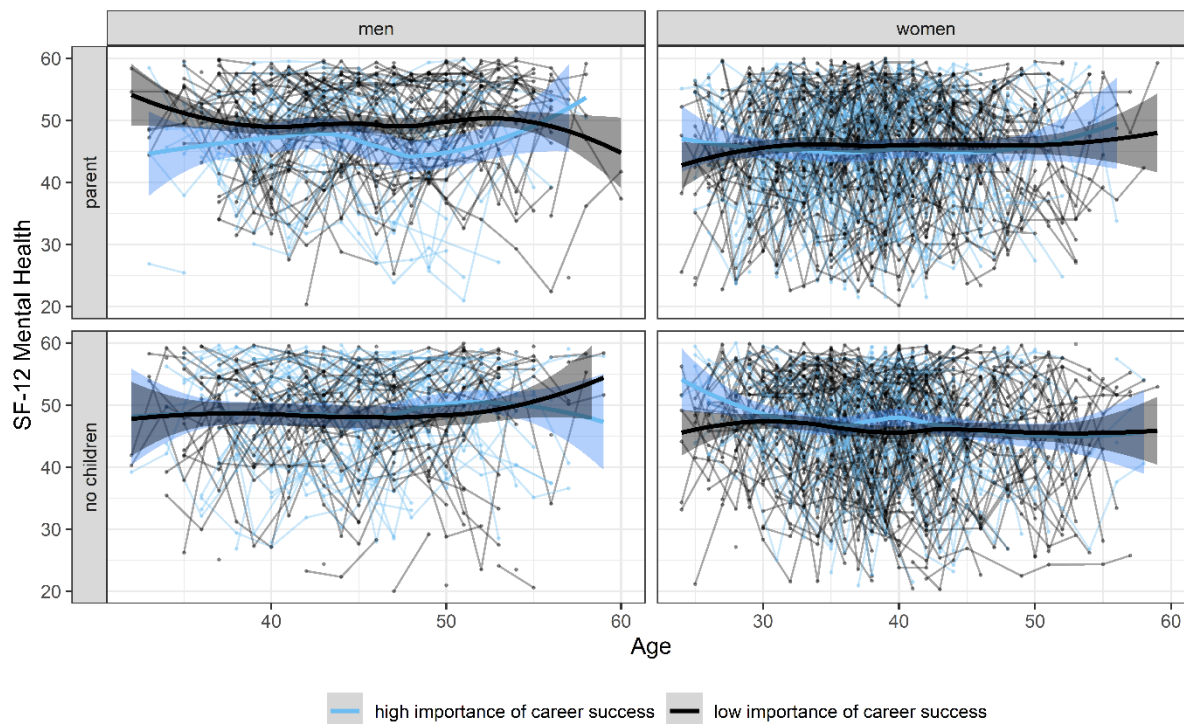 men
women
60
50
40
30
20
parent
60
50
40
30
20
no children
SF-12 Mental Health
40
50
60
30
40
50
60
Age
high importance of career success
low importance of career success